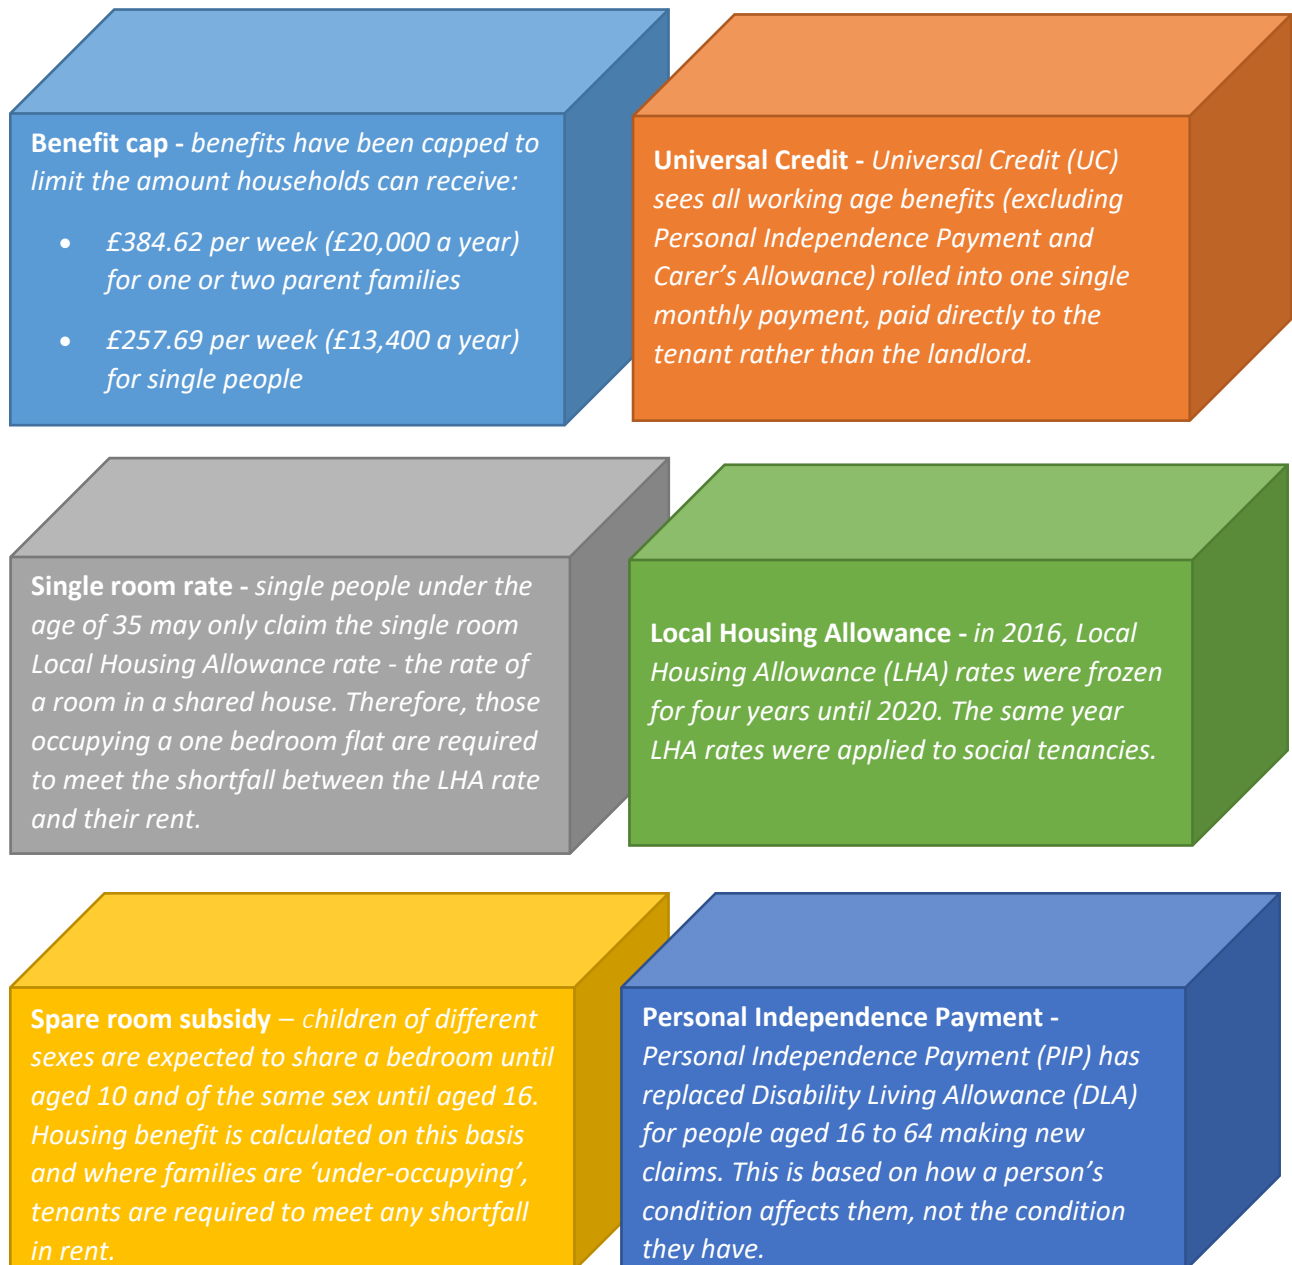 Benefit cap - benefits have been capped to
limit the amount households can receive:
• £384.62 per week (£20,000 a year)
for one or two parent families
• £257.69 per week (£13,400 a year)
for single people
Universal Credit - Universal Credit (UC)
sees all working age benefits (excluding
Personal Independence Payment and
Carer’s Allowance) rolled into one single
monthly payment, paid directly to the
tenant rather than the landlord.
Single room rate - single people under the
age of 35 may only claim the single room
Local Housing Allowance rate - the rate of
a room in a shared house. Therefore, those
occupying a one bedroom flat are required
to meet the shortfall between the LHA rate
and their rent.
Local Housing Allowance - in 2016, Local
Housing Allowance (LHA) rates were frozen
for four years until 2020. The same year
LHA rates were applied to social tenancies.
Spare room subsidy – children of different
sexes are expected to share a bedroom until
aged 10 and of the same sex until aged 16.
Housing benefit is calculated on this basis
and where families are ‘under-occupying’,
tenants are required to meet any shortfall
in rent.
Personal Independence Payment -
Personal Independence Payment (PIP) has
replaced Disability Living Allowance (DLA)
for people aged 16 to 64 making new
claims. This is based on how a person’s
condition affects them, not the condition
they have.